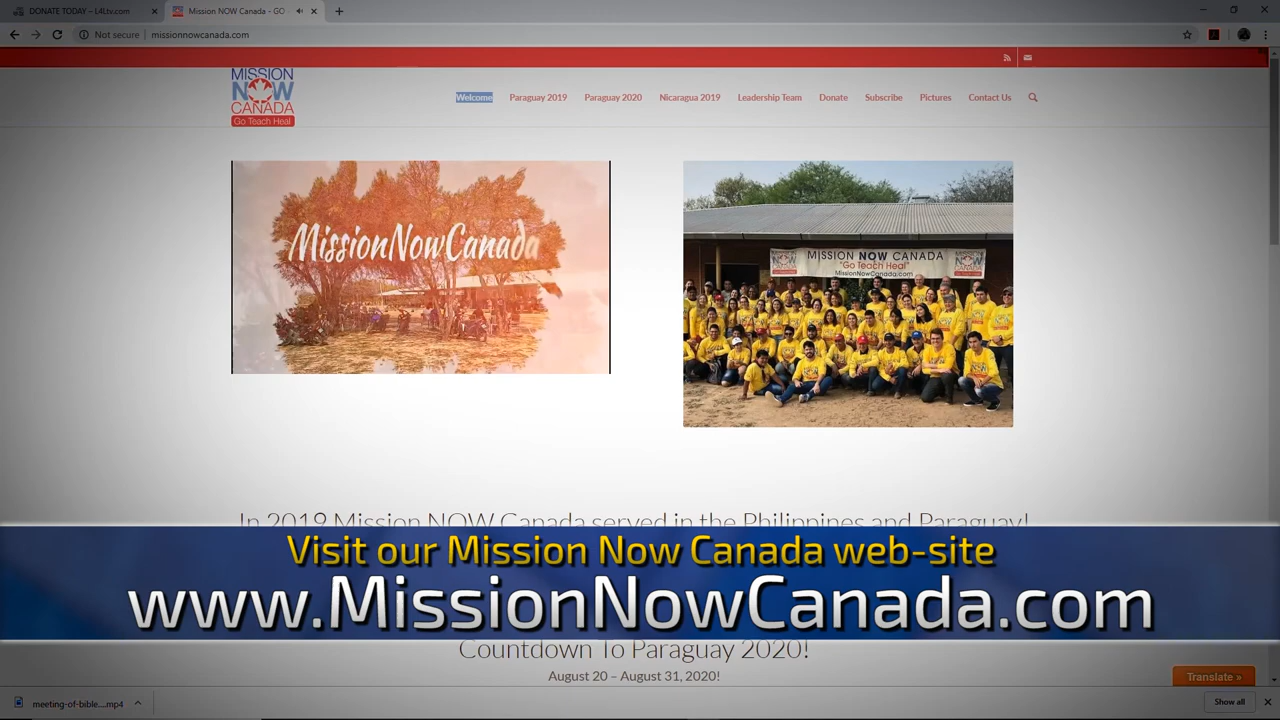 DONATE TODAY – L4Ltv.com
Mission NOW Canada - GO
Not secure | missionnowcanada.com
MISSION
NOW
CANADA
Go Teach Heal
Welcome
Paraguay 2019
Paraguay 2020
Nicaragua 2019
Leadership Team
Donate
Subscribe
Pictures
Contact Us
MissionNowCanada
MISSION NOW CANADA
"Go Teach Heal"
MissionNowCanada.com
In 2019 Mission NOW Canada served in the Philippines and Paraguay!
Visit our Mission Now Canada web-site
www.MissionNowCanada.com
Countdown To Paraguay 2020!
August 20 – August 31, 2020!
Translate »
meeting-of-bible....mp4
Show all